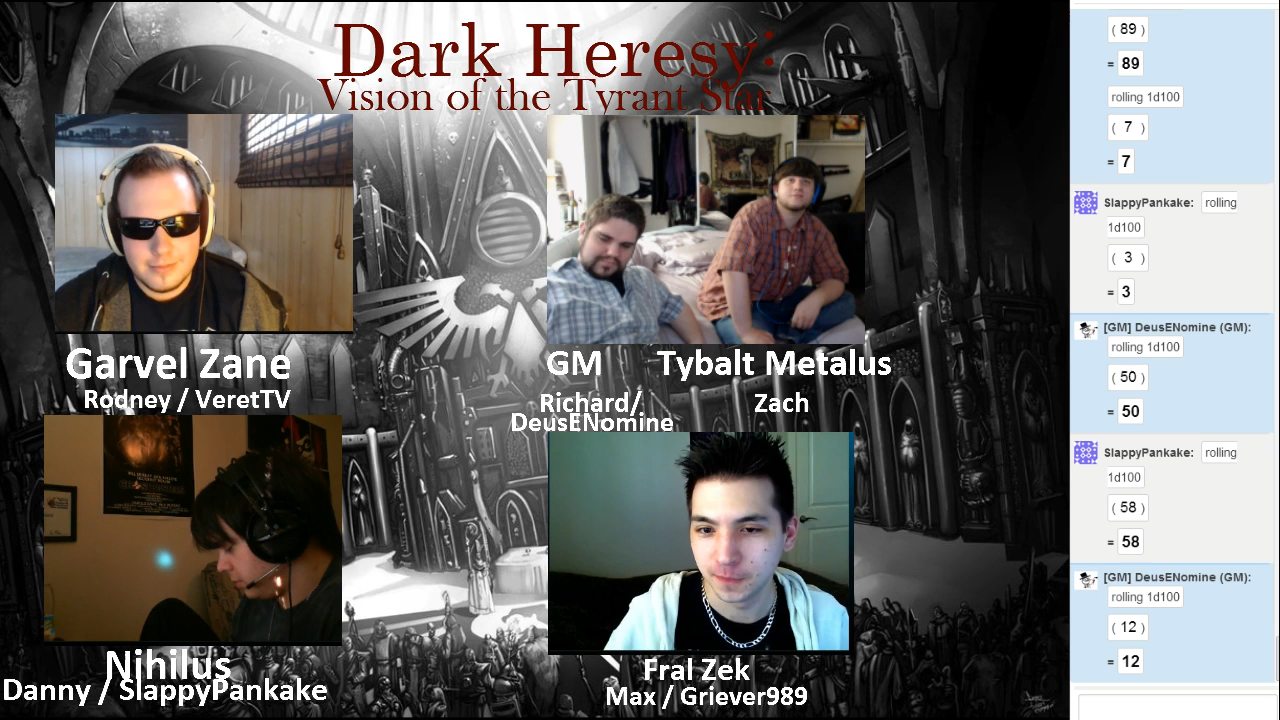 Dark Heresy:
Vision of the Tyrant Star
Garvel Zane
Rodney / VeretTV
GM
Tybalt Metalus
Richard/
DeusENomine
Zach
Nihilus
Danny / SlappyPankake
Fral Zek
Max / Griever989
( 89 )
= 89
rolling 1d100
( 7 )
= 7
SlappyPankake: rolling
1d100
( 3 )
= 3
[GM] DeusENomine (GM):
rolling 1d100
( 50 )
= 50
SlappyPankake: rolling
1d100
( 58 )
= 58
[GM] DeusENomine (GM):
rolling 1d100
( 12 )
= 12